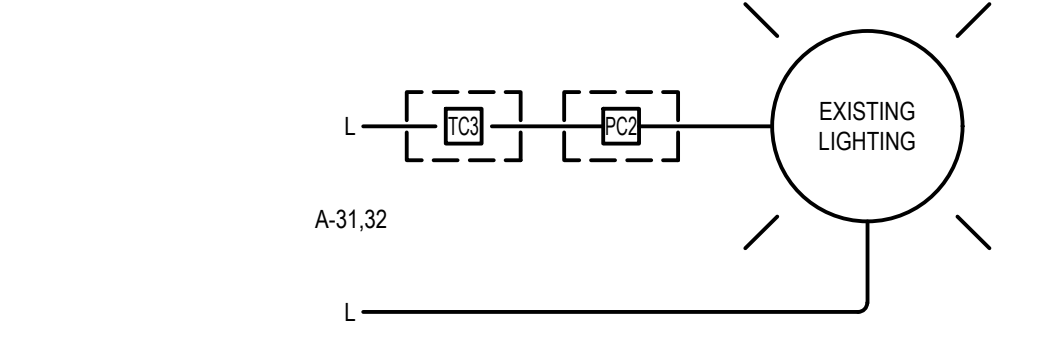 EXISTING
LIGHTING
L
TC3
PC2
A-31,32
L